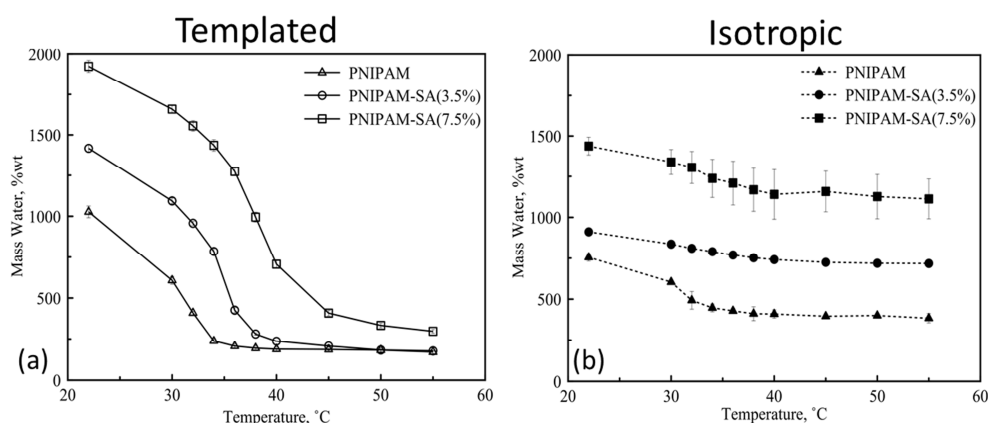 Templated
2000
1500
1000
500
0
Mass Water, %wt
PNIPAM
PNIPAM-SA(3.5%)
PNIPAM-SA(7.5%)
(a)
20 30 40 50 60
Temperature, ˚C
Isotropic
2000
1500
1000
500
0
Mass Water, %wt
PNIPAM
PNIPAM-SA(3.5%)
PNIPAM-SA(7.5%)
(b)
20 30 40 50 60
Temperature, ˚C